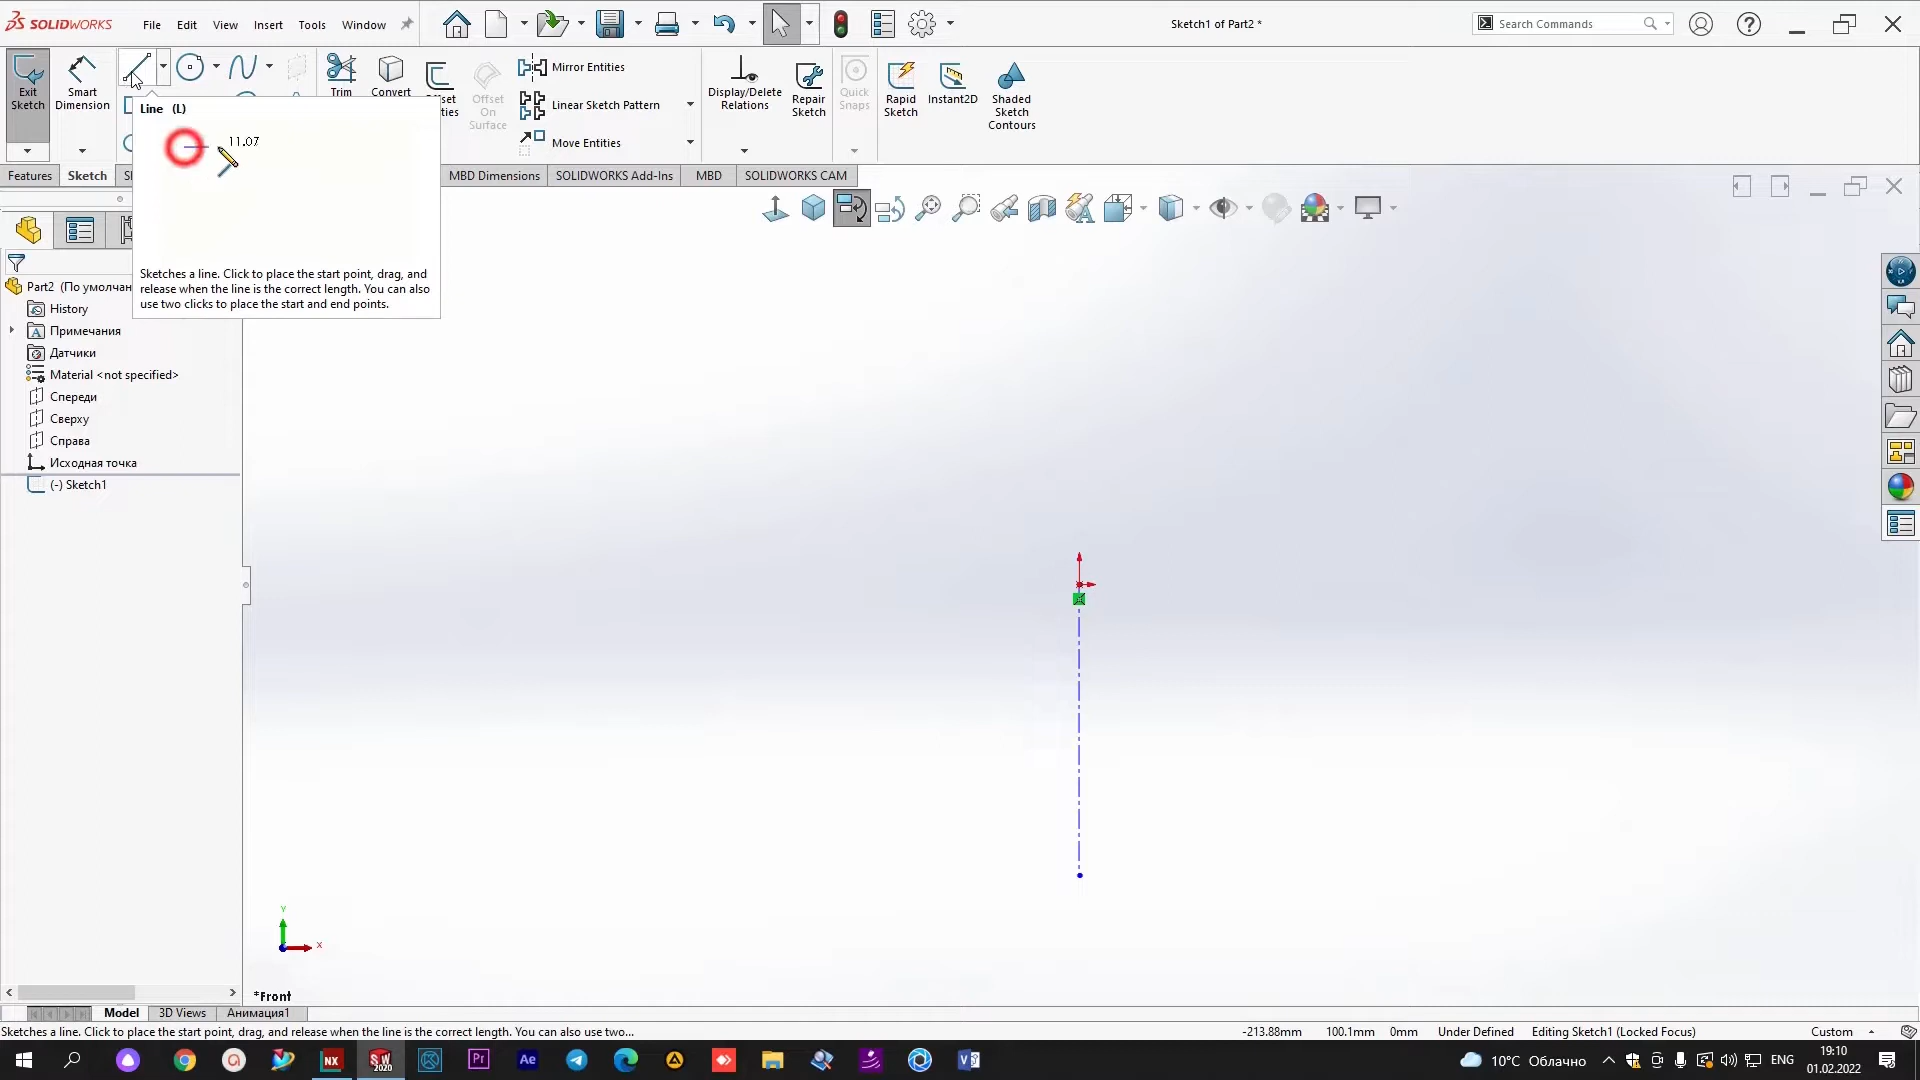 SOLIDWORKS
File Edit View Insert Tools Window
Sketch1 of Part2 *
Search Commands
Exit Sketch
Smart Dimension
Trim
Convert
Offset On Surface
Mirror Entities
Linear Sketch Pattern
Move Entities
Display/Delete Relations
Repair Sketch
Quick Snaps
Rapid Sketch
Instant2D
Shaded Sketch Contours
Line (L)
11.07
Sketches a line. Click to place the start point, drag, and
release when the line is the correct length. You can also
use two clicks to place the start and end points.
Features Sketch MBD Dimensions SOLIDWORKS Add-Ins MBD SOLIDWORKS CAM
Part2 (По умолчан
History
Примечания
Датчики
Material <not specified>
Спереди
Сверху
Справа
Исходная точка
(-) Sketch1
Y
X
*Front
Model 3D Views Анимация1
Sketches a line. Click to place the start point, drag, and release when the line is the correct length. You can also use two...
-213.88mm 100.1mm 0mm Under Defined Editing Sketch1 (Locked Focus) Custom
NX
SW 2020
Pr
Ae
10°C Облачно
ENG
19:10
01.02.2022